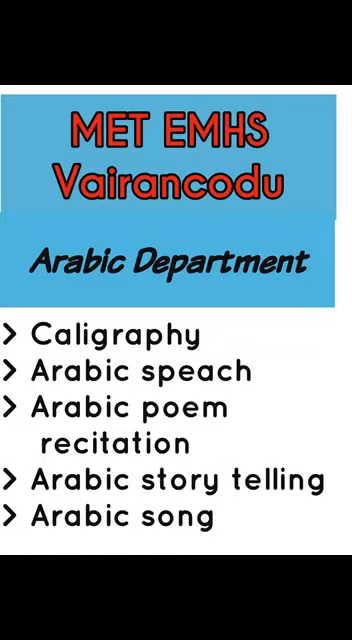 MET EMHS
Vairancodu
Arabic Department
> Caligraphy
> Arabic speach
> Arabic poem
recitation
> Arabic story telling
> Arabic song